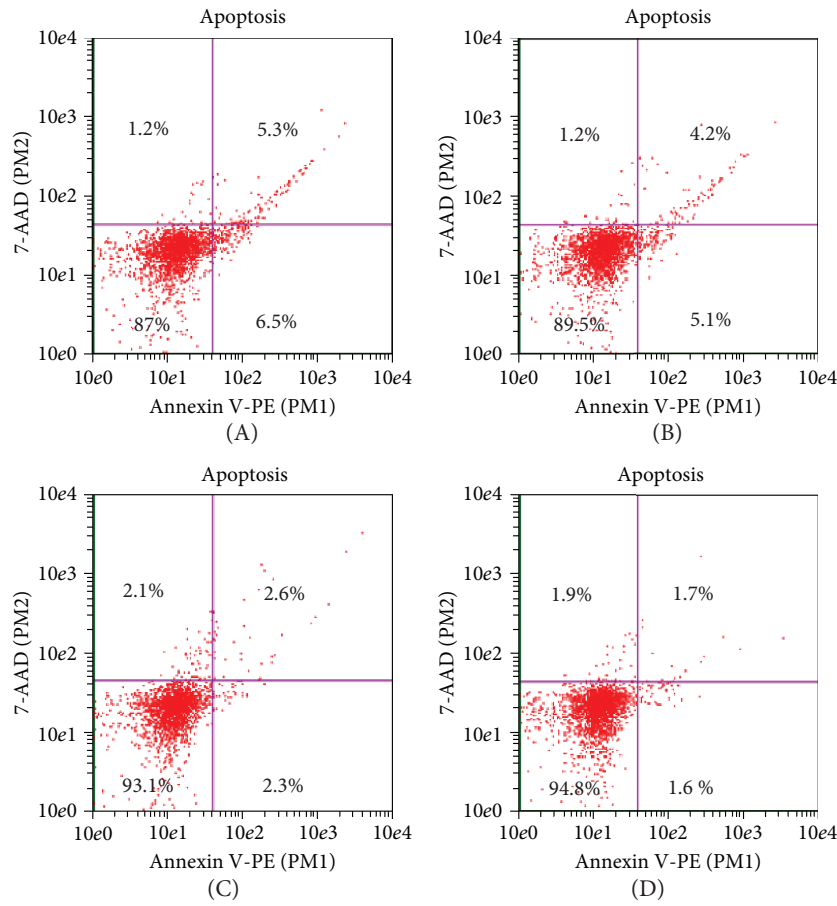 Apoptosis
10e4
10e3
10e2
10e1
10e0
7-AAD (PM2)
1.2%
5.3%
87%
6.5%
10e0 10e1 10e2 10e3 10e4
Annexin V-PE (PM1)
(A)
Apoptosis
10e4
10e3
10e2
10e1
10e0
7-AAD (PM2)
1.2%
4.2%
89.5%
5.1%
10e0 10e1 10e2 10e3 10e4
Annexin V-PE (PM1)
(B)
Apoptosis
10e4
10e3
10e2
10e1
10e0
7-AAD (PM2)
2.1%
2.6%
93.1%
2.3%
10e0 10e1 10e2 10e3 10e4
Annexin V-PE (PM1)
(C)
Apoptosis
10e4
10e3
10e2
10e1
10e0
7-AAD (PM2)
1.9%
1.7%
94.8%
1.6 %
10e0 10e1 10e2 10e3 10e4
Annexin V-PE (PM1)
(D)